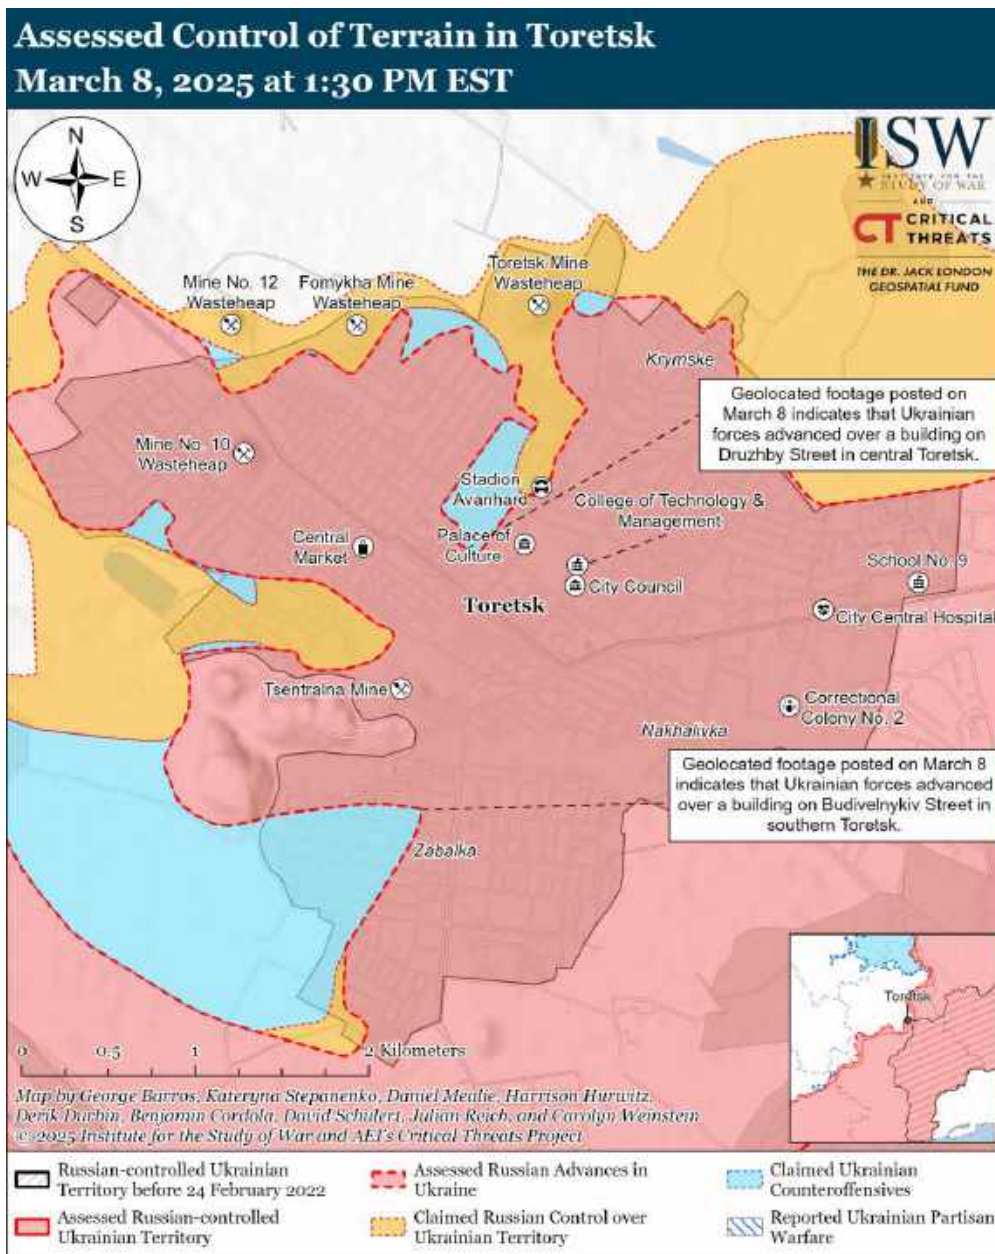 Assessed Control of Terrain in Toretsk
March 8, 2025 at 1:30 PM EST
N
W
E
S
ISW
INSTITUTE FOR THE
STUDY OF WAR
AND
CT CRITICAL
THREATS
THE DR. JACK LONDON
GEOSPATIAL FUND
Mine No. 12
Wasteheap
Fomykha Mine
Wasteheap
Toretsk Mine
Wasteheap
Krymske
Geolocated footage posted on
March 8 indicates that Ukrainian
forces advanced over a building on
Druzhby Street in central Toretsk.
Mine No. 10
Wasteheap
Stadion
Avanhard
College of Technology &
Management
Central
Market
Palace of
Culture
School No. 9
City Council
Toretsk
City Central Hospital
Tsentralna Mine
Correctional
Colony No. 2
Nakhalivka
Geolocated footage posted on March 8
indicates that Ukrainian forces advanced
over a building on Budivelnykiv Street in
southern Toretsk.
Zabalka
Toretsk
0 0.5 1 2 Kilometers
Map by George Barros, Kateryna Stepanenko, Daniel Mealie, Harrison Hurwitz,
Derik Durbin, Benjamin Cordola, David Schulert, Julian Reich, and Carolyn Weinstein
© 2025 Institute for the Study of War and AEI's Critical Threats Project
Russian-controlled Ukrainian
Territory before 24 February 2022
Assessed Russian Advances in
Ukraine
Claimed Ukrainian
Counteroffensives
Assessed Russian-controlled
Ukrainian Territory
Claimed Russian Control over
Ukrainian Territory
Reported Ukrainian Partisan
Warfare